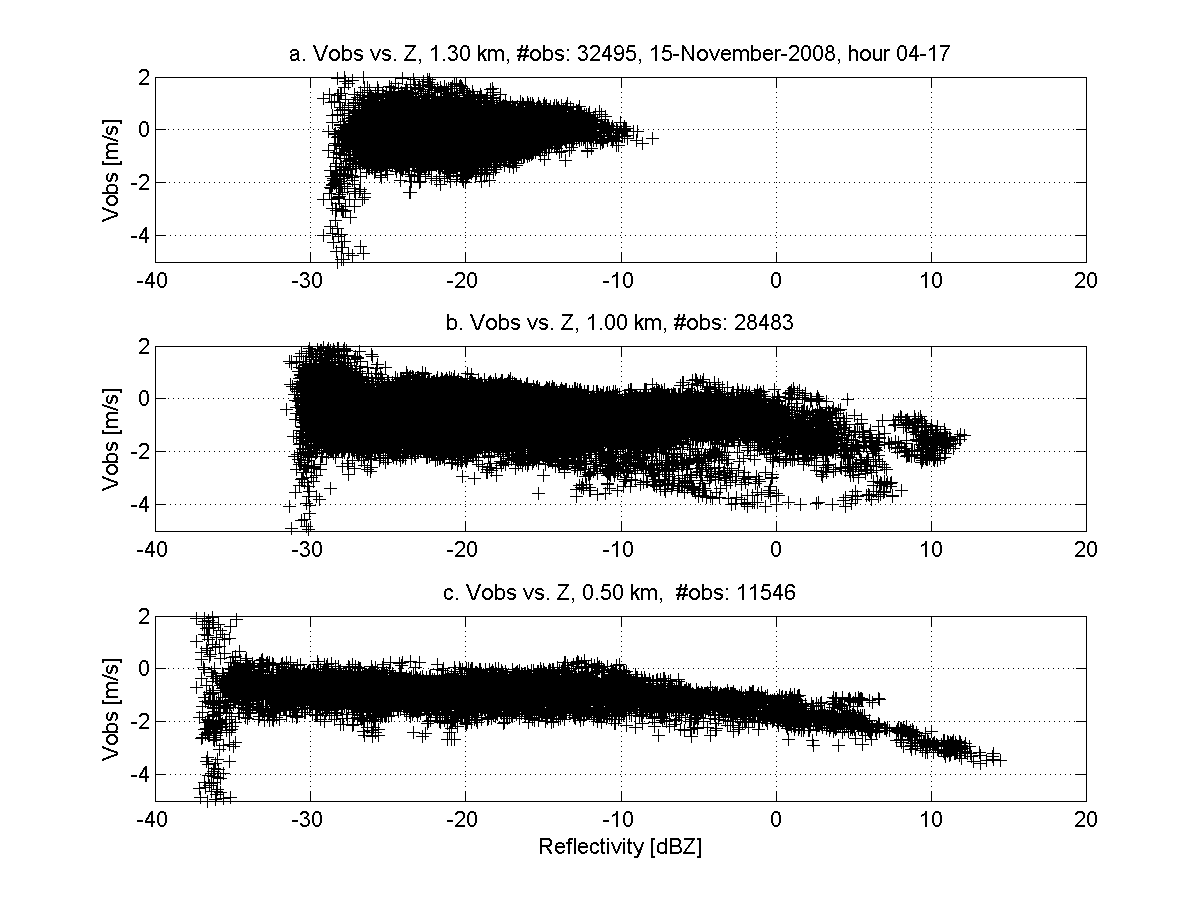 a. Vobs vs. Z, 1.30 km, #obs: 32495, 15-November-2008, hour 04-17
2
0
-2
-4
Vobs [m/s]
-40 -30 -20 -10 0 10 20
b. Vobs vs. Z, 1.00 km, #obs: 28483
2
0
-2
-4
Vobs [m/s]
-40 -30 -20 -10 0 10 20
c. Vobs vs. Z, 0.50 km, #obs: 11546
2
0
-2
-4
Vobs [m/s]
-40 -30 -20 -10 0 10 20
Reflectivity [dBZ]